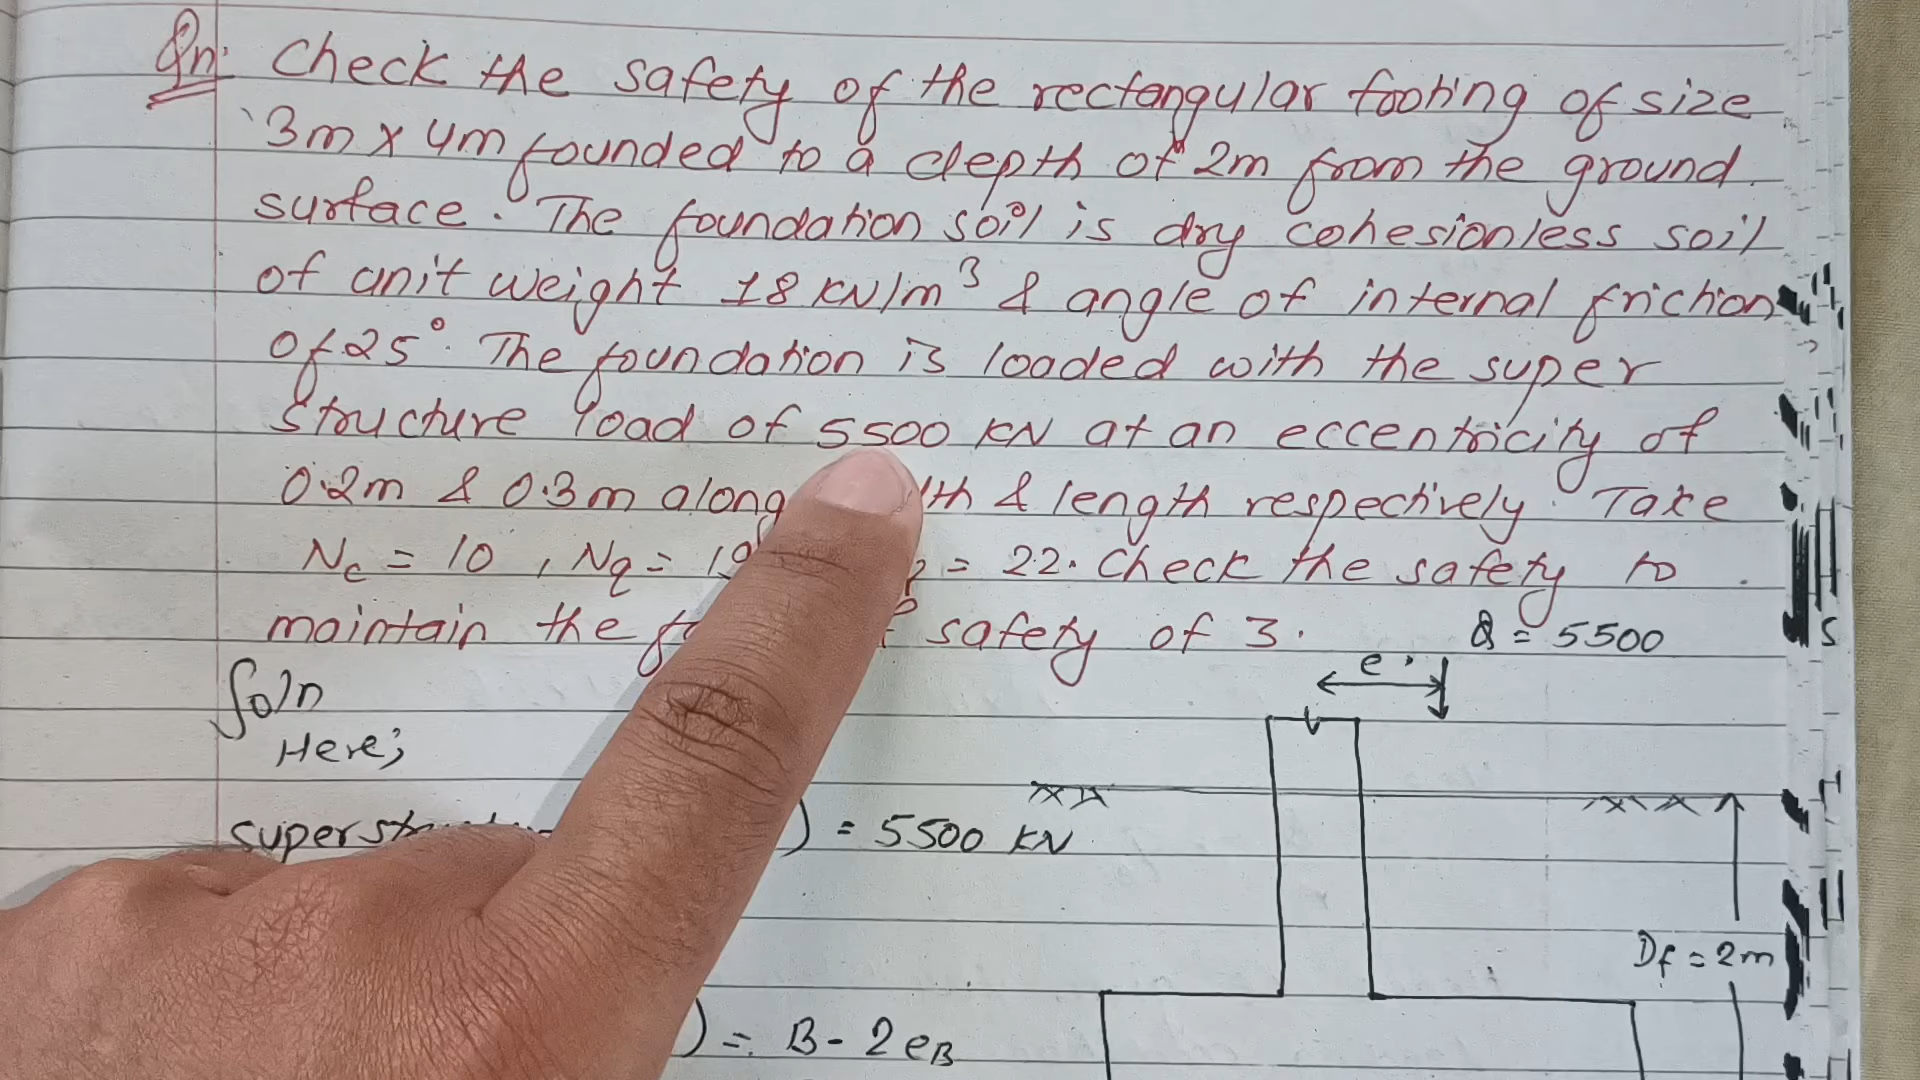 Qn: Check the safety of the rectangular footing of size
3m x 4m founded to a depth of 2m from the ground
surface. The foundation soil is dry cohesionless soil
of unit weight 18 KN/m³ & angle of internal friction
of 25°. The foundation is loaded with the super
structure load of 5500 KN at an eccentricity of
0.2m & 0.3m along & length respectively. Take
Nc = 10, Nq = = 22. Check the safety to
maintain the safety of 3.
Q = 5500
e
Soln
Here;
= 5500 KN
Df = 2m
) = B - 2eB